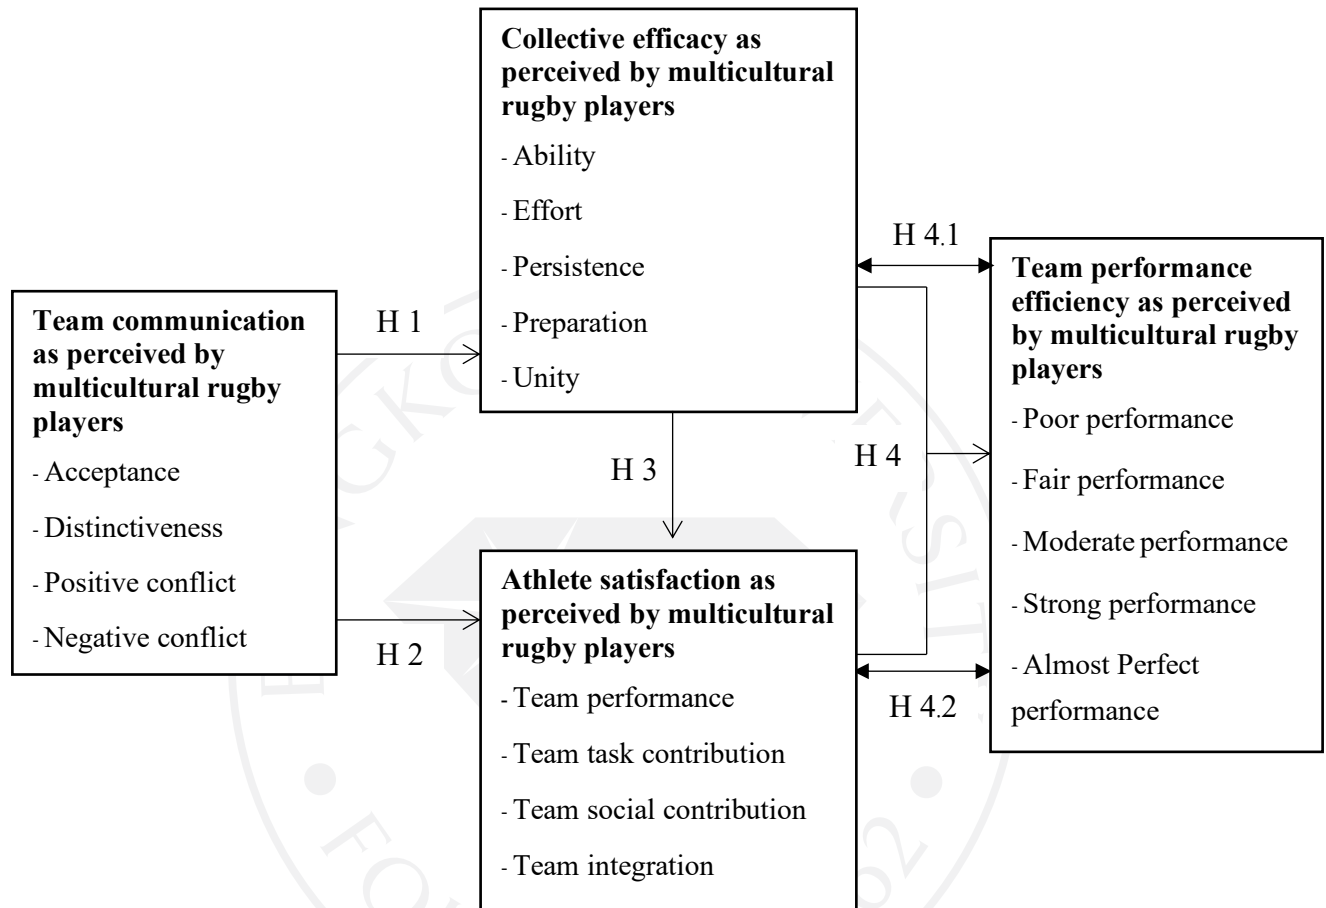 Collective efficacy as
perceived by multicultural
rugby players
- Ability
- Effort
- Persistence
- Preparation
- Unity
H 1
H 4.1
Team communication
as perceived by
multicultural rugby
players
- Acceptance
- Distinctiveness
- Positive conflict
- Negative conflict
Team performance
efficiency as perceived
by multicultural rugby
players
- Poor performance
- Fair performance
- Moderate performance
- Strong performance
- Almost Perfect
performance
H 3
H 4
H 2
H 4.2
Athlete satisfaction as
perceived by multicultural
rugby players
- Team performance
- Team task contribution
- Team social contribution
- Team integration